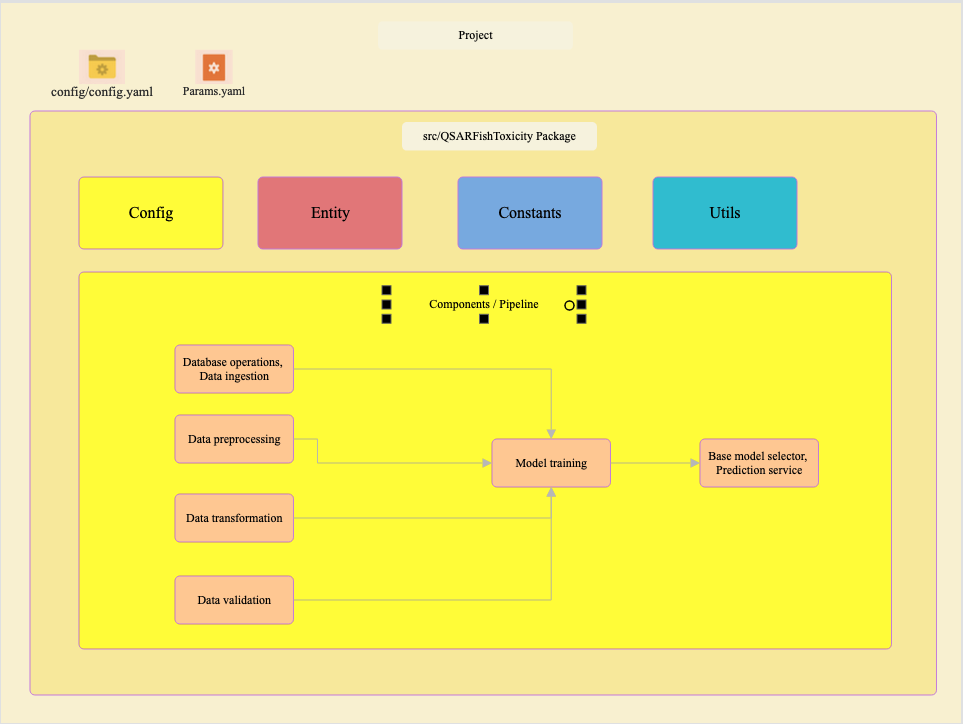 Project
config/config.yaml
Params.yaml
src/QSARFishToxicity Package
Config
Entity
Constants
Utils
Components / Pipeline
Database operations,
Data ingestion
Data preprocessing
Model training
Base model selector,
Prediction service
Data transformation
Data validation